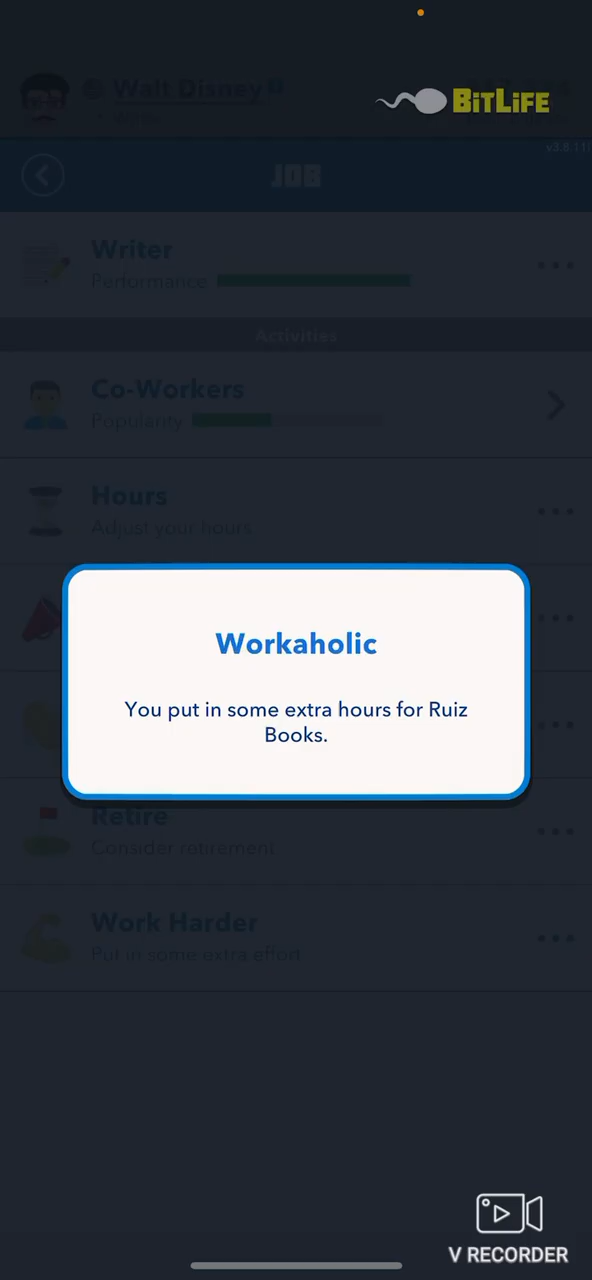 Walt Disney
BitLife
v3.8.11
JOB
Writer
Performance
Activities
Co-Workers
Popularity
Hours
Adjust your hours
Workaholic
You put in some extra hours for Ruiz
Books.
Retire
Consider retirement
Work Harder
Put in some extra effort
V RECORDER